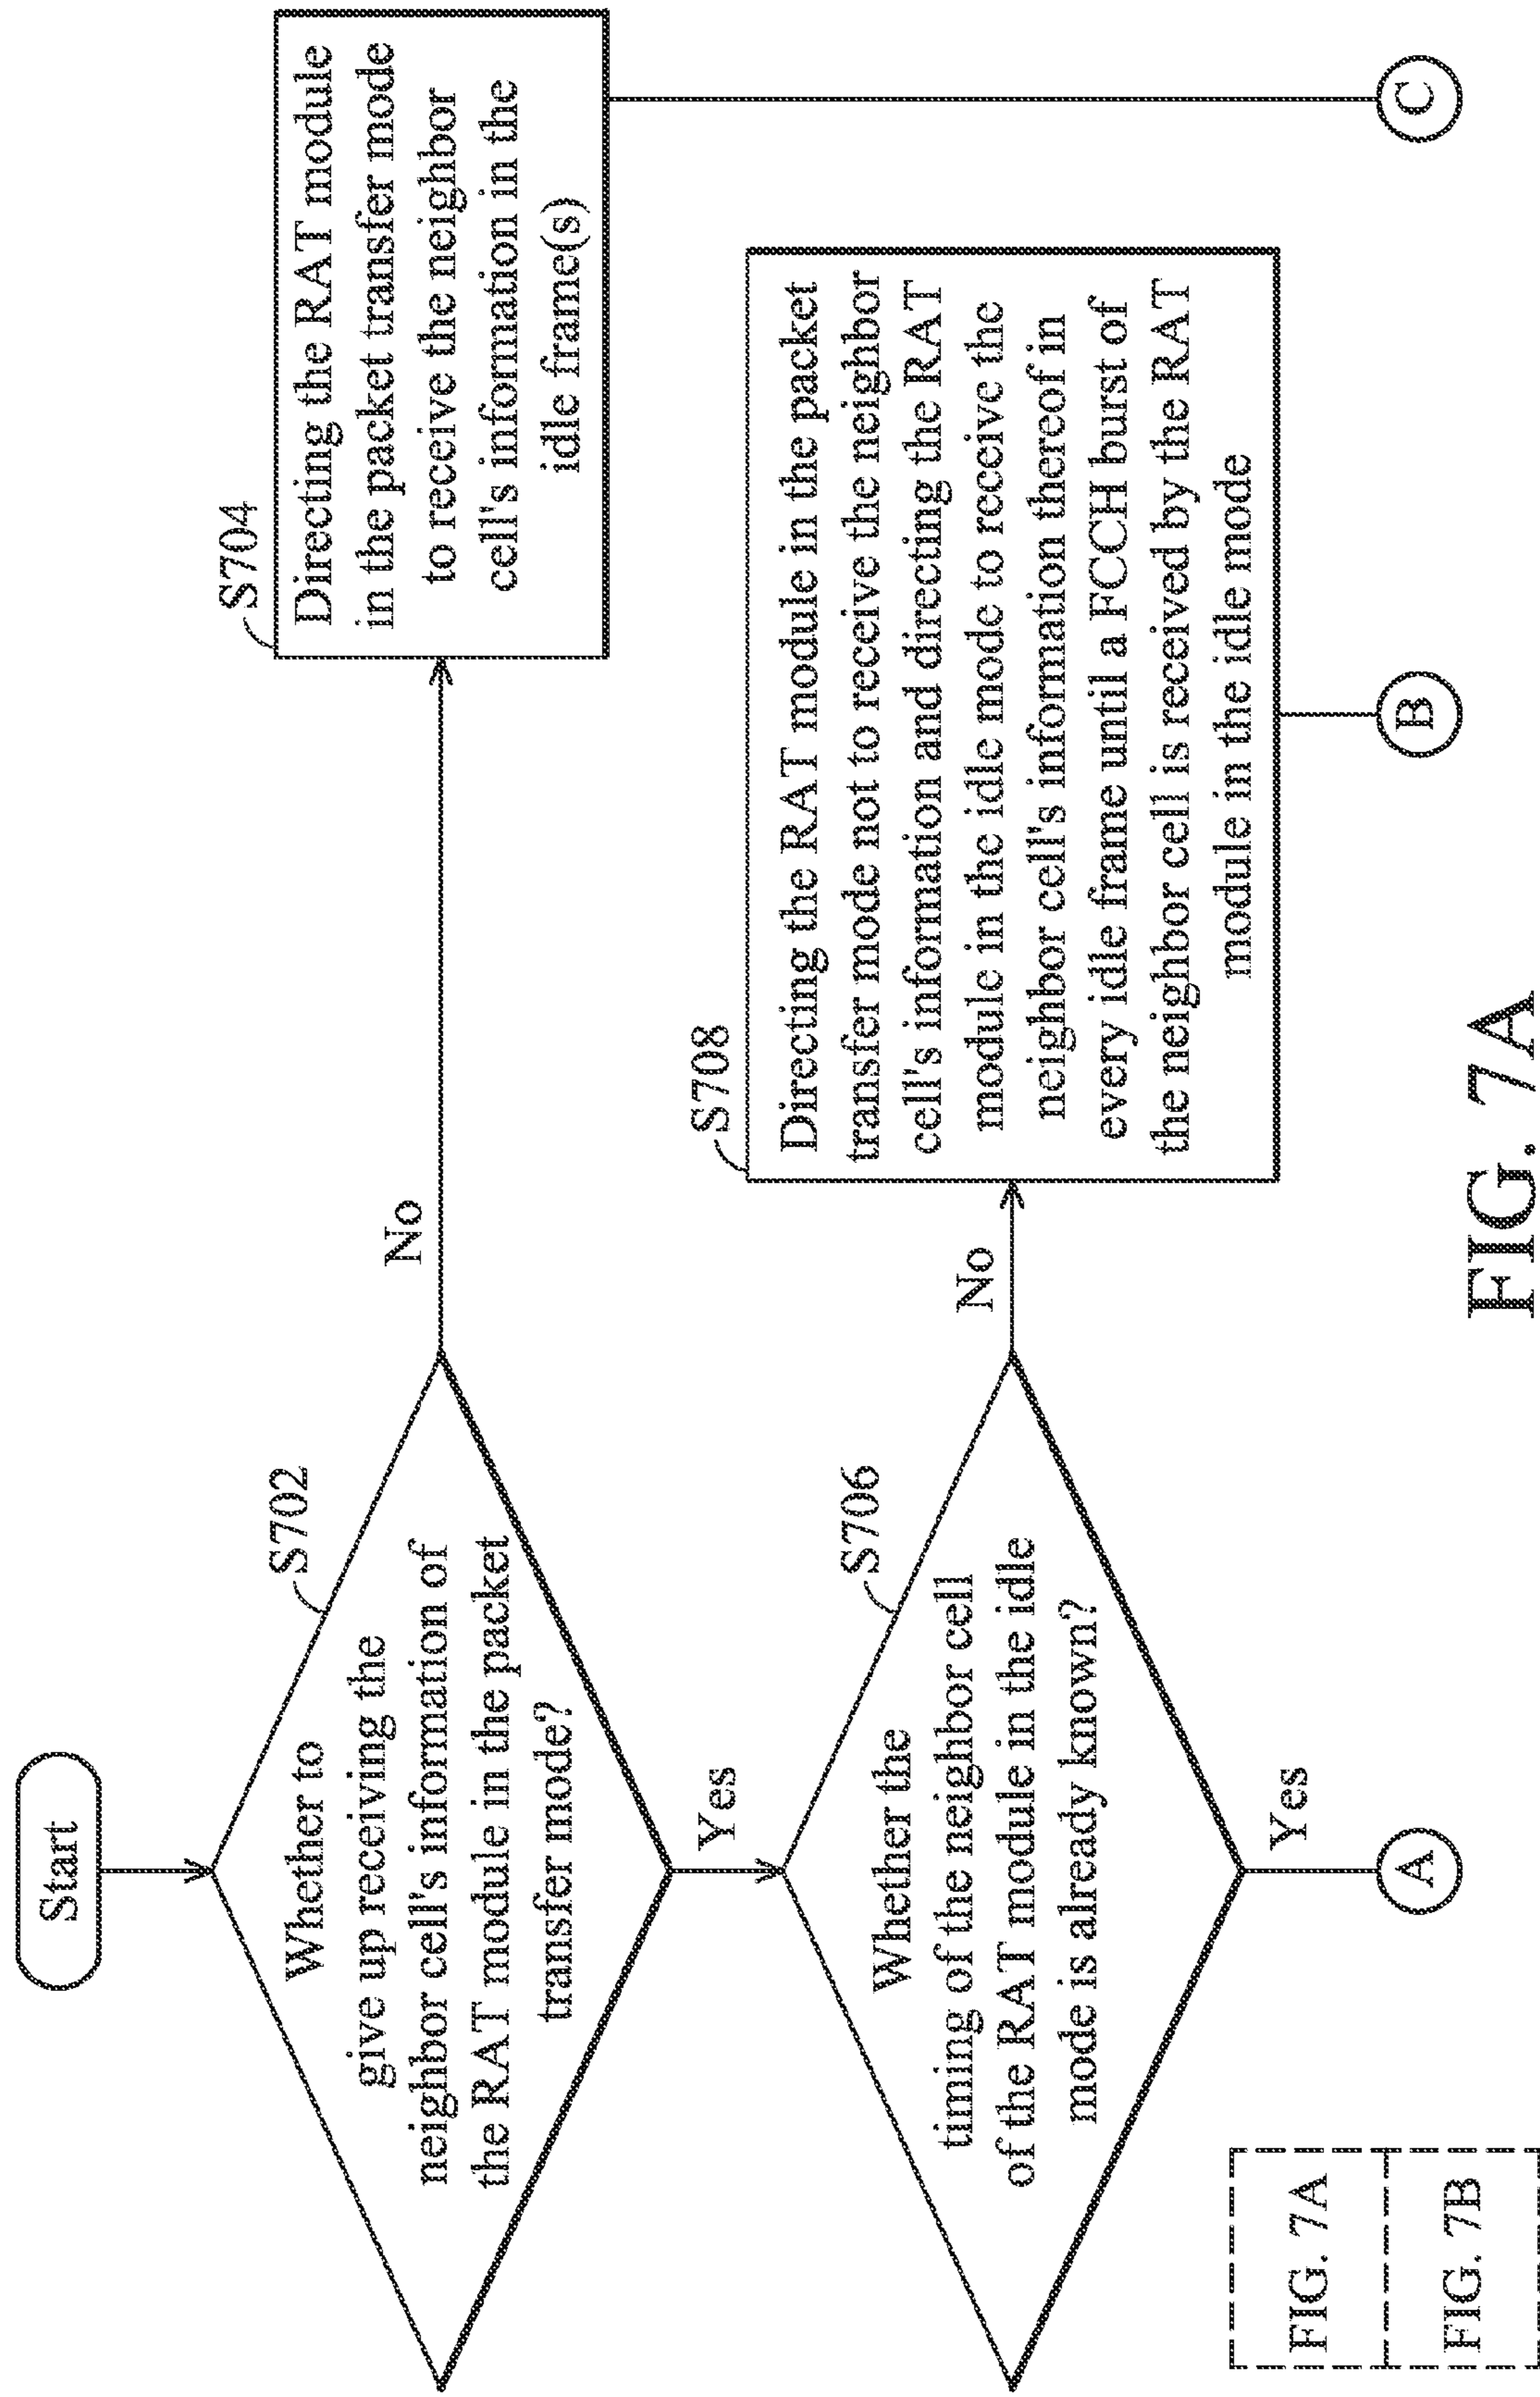 Start
S702
Whether to
give up receiving the
neighbor cell's information of
the RAT module in the packet
transfer mode?
No
S704
Directing the RAT module
in the packet transfer mode
to receive the neighbor
cell's information in the
idle frame(s)
Yes
S706
Whether the
timing of the neighbor cell
of the RAT module in the idle
mode is already known?
No
S708
Directing the RAT module in the packet
transfer mode not to receive the neighbor
cell's information and directing the RAT
module in the idle mode to receive the
neighbor cell's information thereof in
every idle frame until a FCCH burst of
the neighbor cell is received by the RAT
module in the idle mode
Yes
A
B
C
FIG. 7A
FIG. 7B
FIG. 7A